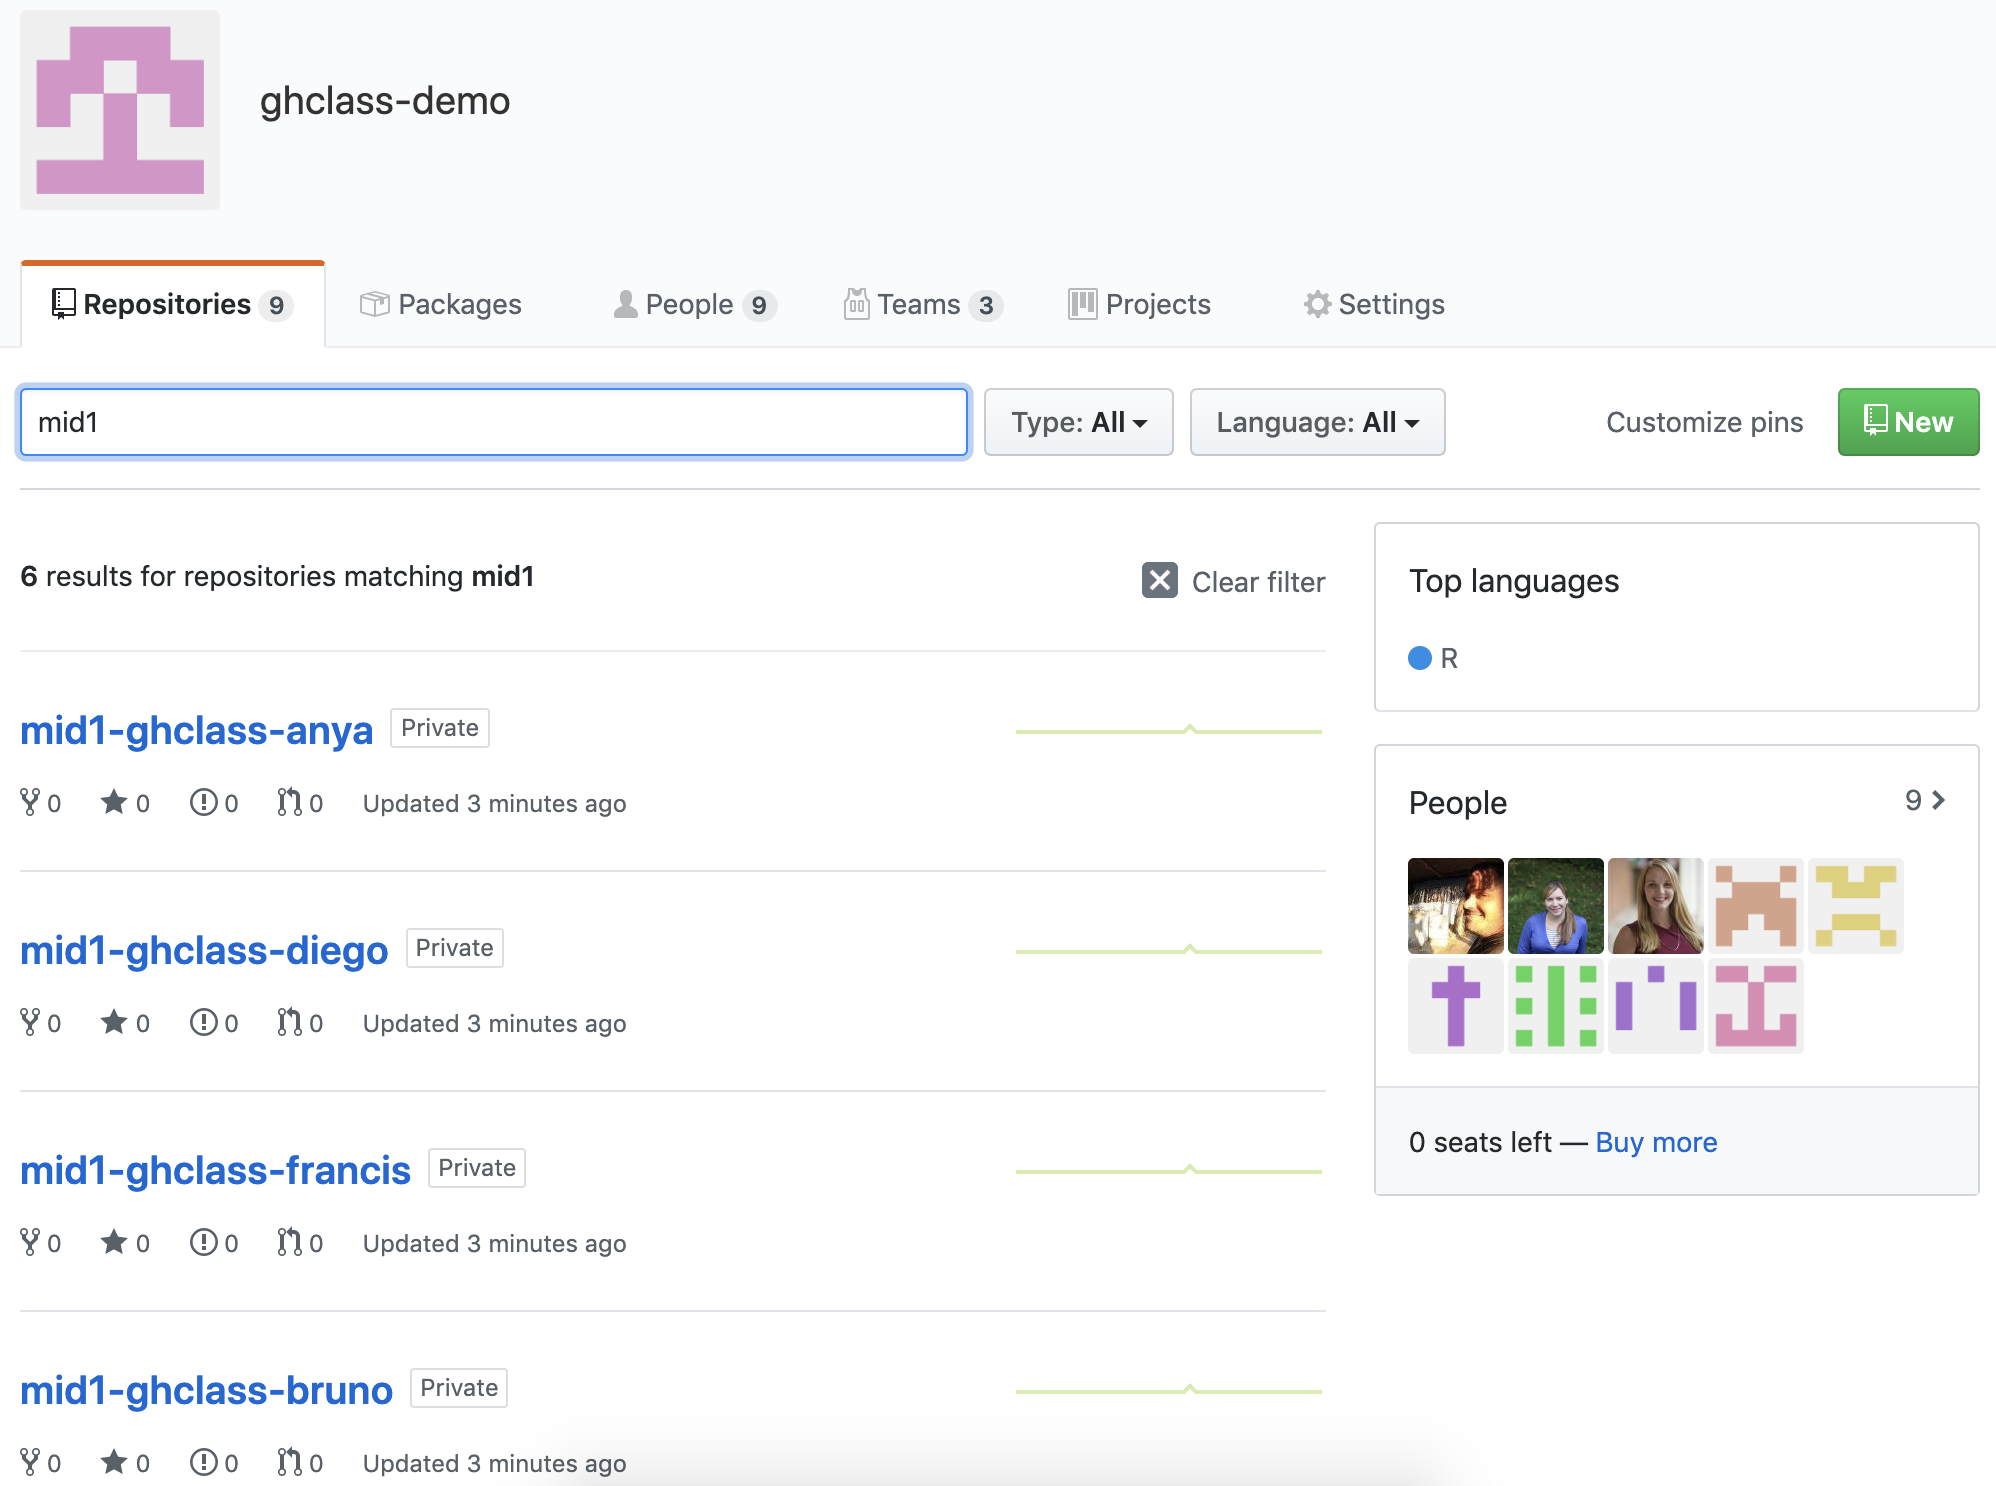 ghclass-demo
Repositories 9 Packages People 9 Teams 3 Projects Settings
mid1 Type: All Language: All Customize pins New
6 results for repositories matching mid1 Clear filter
mid1-ghclass-anya Private
0 0 0 0 Updated 3 minutes ago
mid1-ghclass-diego Private
0 0 0 0 Updated 3 minutes ago
mid1-ghclass-francis Private
0 0 0 0 Updated 3 minutes ago
mid1-ghclass-bruno Private
0 0 0 0 Updated 3 minutes ago
Top languages
R
People 9
0 seats left — Buy more